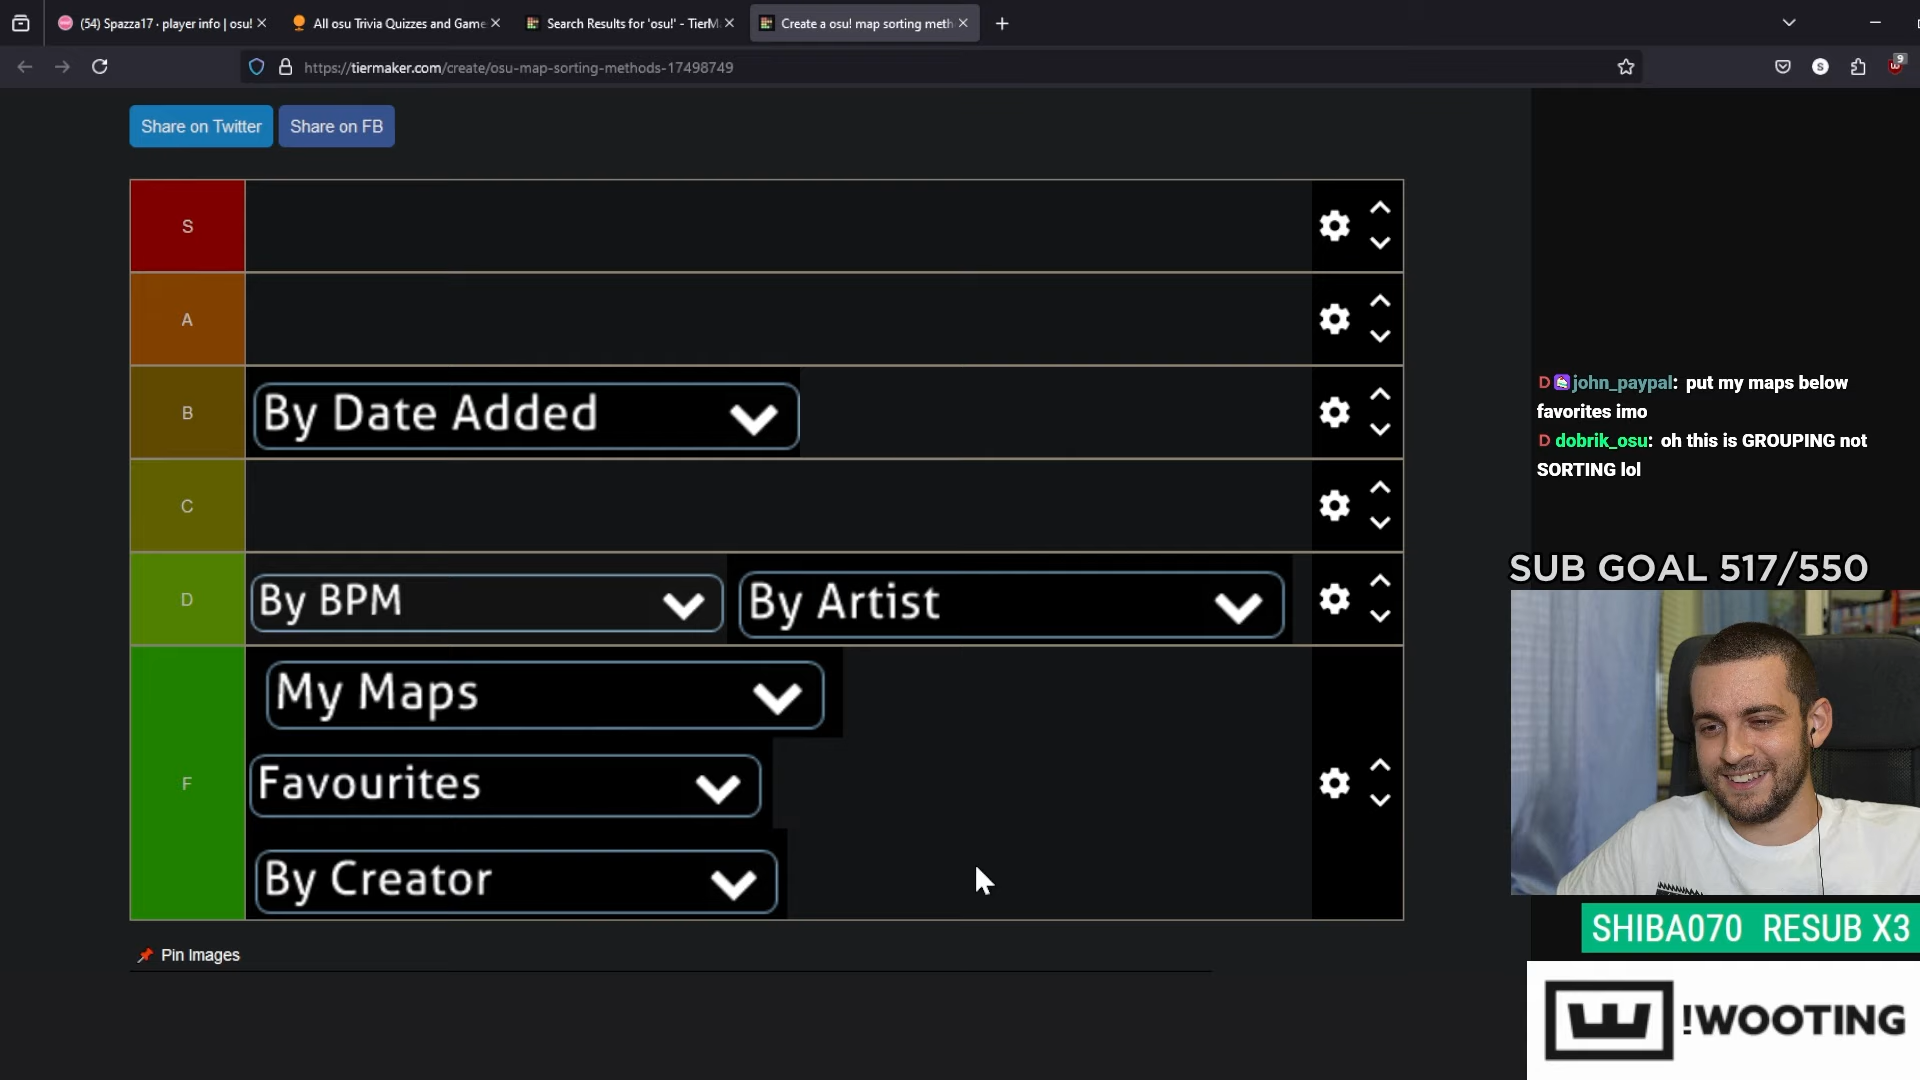 (54) Spazza17 · player info | osu!
All osu Trivia Quizzes and Game
Search Results for 'osu!' - TierM
Create a osu! map sorting meth
https://tiermaker.com/create/osu-map-sorting-methods-17498749
S
9
Share on Twitter
Share on FB
S
A
B
By Date Added
C
D
By BPM
By Artist
F
My Maps
Favourites
By Creator
Pin Images
D john_paypal: put my maps below
favorites imo
D dobrik_osu: oh this is GROUPING not
SORTING lol
SUB GOAL 517/550
SHIBA070 RESUB X3
!WOOTING